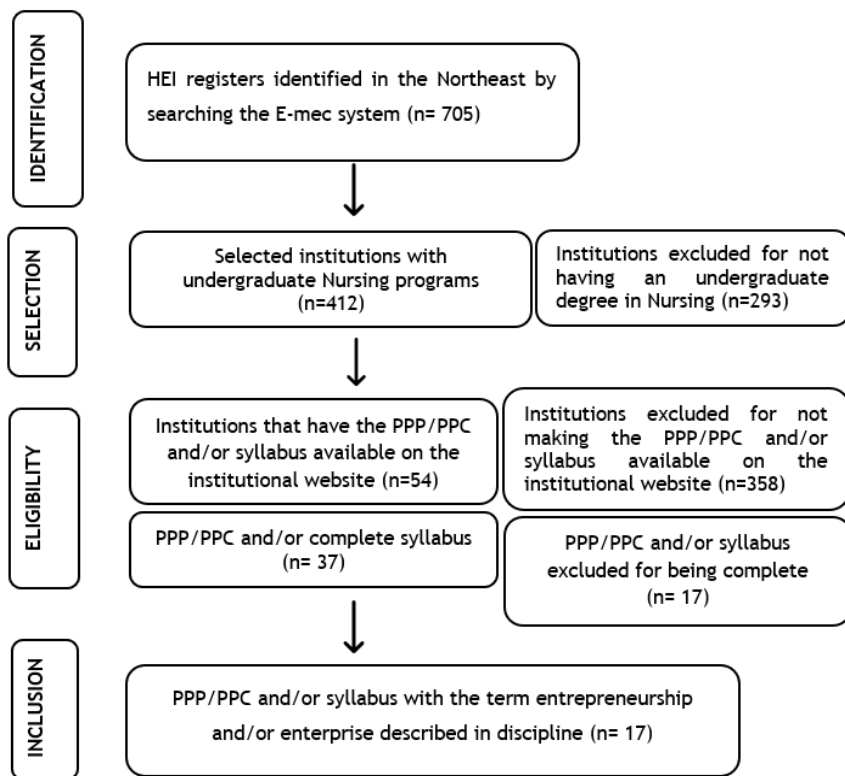 IDENTIFICATION
HEI registers identified in the Northeast by
searching the E-mec system (n= 705)
SELECTION
Selected institutions with
undergraduate Nursing programs
(n=412)
Institutions excluded for not
having an undergraduate
degree in Nursing (n=293)
ELIGIBILITY
Institutions that have the PPP/PPC
and/or syllabus available on the
institutional website (n=54)
Institutions excluded for not
making the PPP/PPC and/or
syllabus available on the
institutional website (n=358)
PPP/PPC and/or complete syllabus
(n= 37)
PPP/PPC and/or syllabus
excluded for being complete
(n= 17)
INCLUSION
PPP/PPC and/or syllabus with the term entrepreneurship
and/or enterprise described in discipline (n= 17)